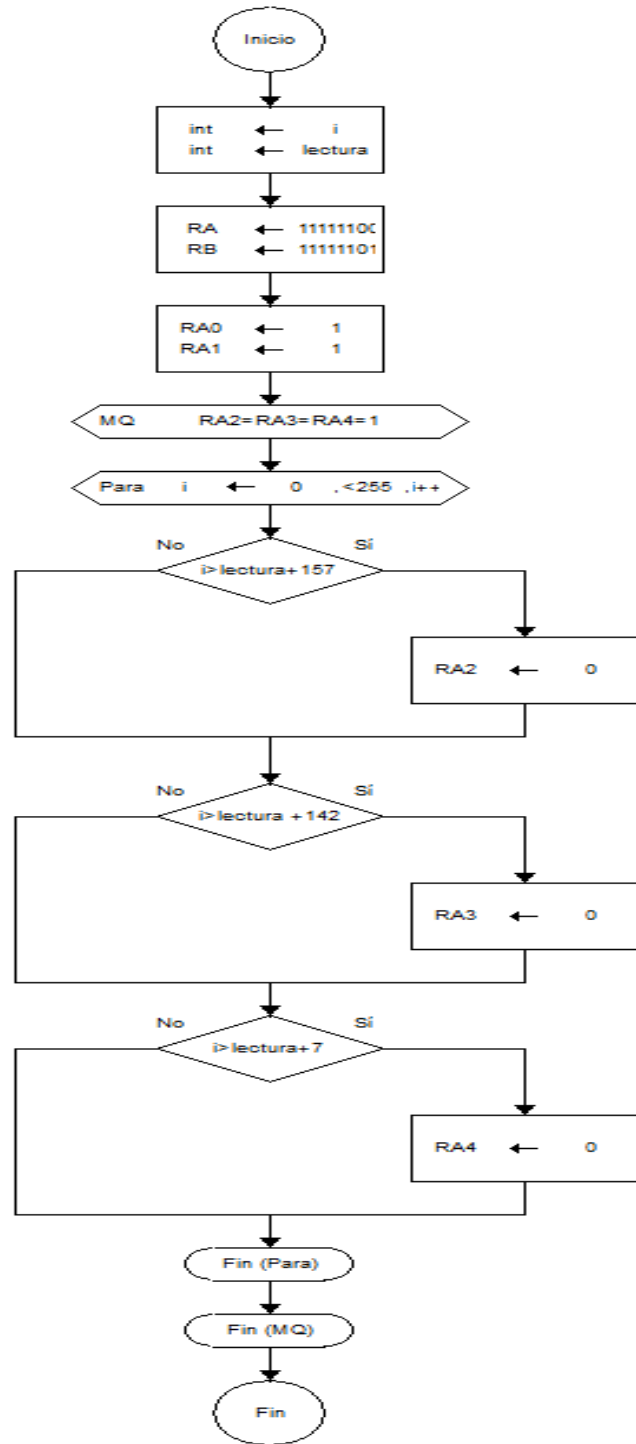 Inicio
int ← i
int ← lectura
RA ← 11111100
RB ← 11111101
RA0 ← 1
RA1 ← 1
MQ RA2=RA3=RA4=1
Para i ← 0 ,<255 ,i++
No Sí
i>lectura+157
RA2 ← 0
No Sí
i>lectura +142
RA3 ← 0
No Sí
i>lectura+7
RA4 ← 0
Fin (Para)
Fin (MQ)
Fin